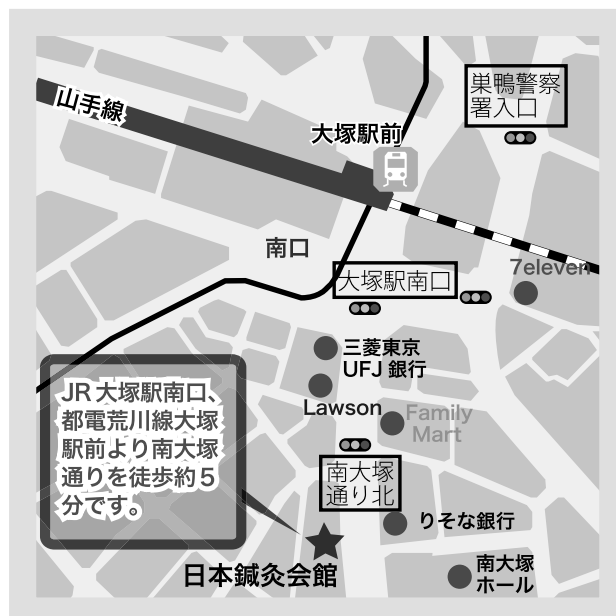 巣鴨警察
署入口
山手線
大塚駅前
南口
7eleven
大塚駅南口
三菱東京
UFJ 銀行
JR 大塚駅南口、
都電荒川線大塚
駅前より南大塚
通りを徒歩約5
分です。
Lawson
Family
Mart
南大塚
通り北
りそな銀行
南大塚
ホール
日本鍼灸会館